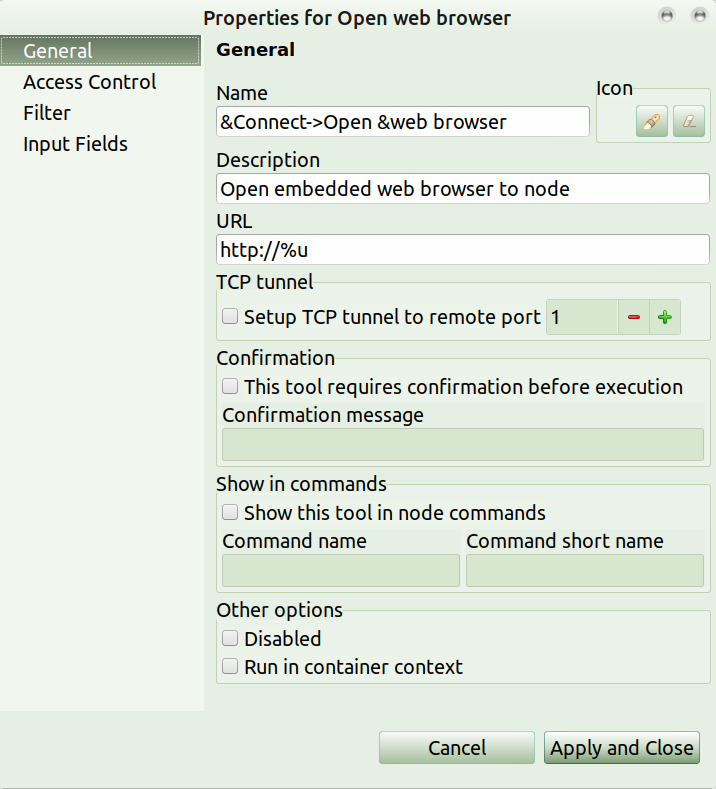 Properties for Open web browser
General
Access Control
Filter
Input Fields
General
Name
Icon
&Connect->Open &web browser
Description
Open embedded web browser to node
URL
http://%u
TCP tunnel
Setup TCP tunnel to remote port 1
Confirmation
This tool requires confirmation before execution
Confirmation message
Show in commands
Show this tool in node commands
Command name Command short name
Other options
Disabled
Run in container context
Cancel Apply and Close